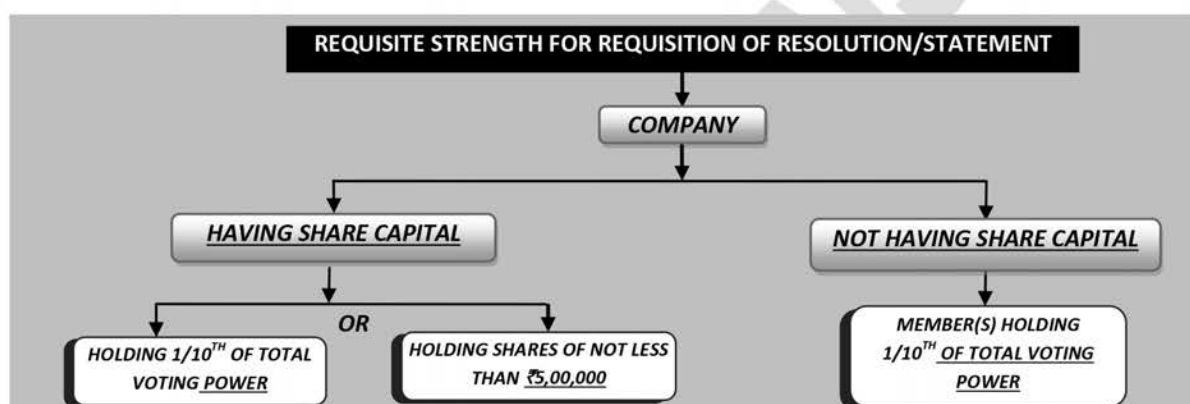 REQUISITE STRENGTH FOR REQUISITION OF RESOLUTION/STATEMENT
COMPANY
HAVING SHARE CAPITAL
NOT HAVING SHARE CAPITAL
OR
HOLDING 1/10TH OF TOTAL
VOTING POWER
HOLDING SHARES OF NOT LESS
THAN ₹5,00,000
MEMBER(S) HOLDING
1/10TH OF TOTAL VOTING
POWER